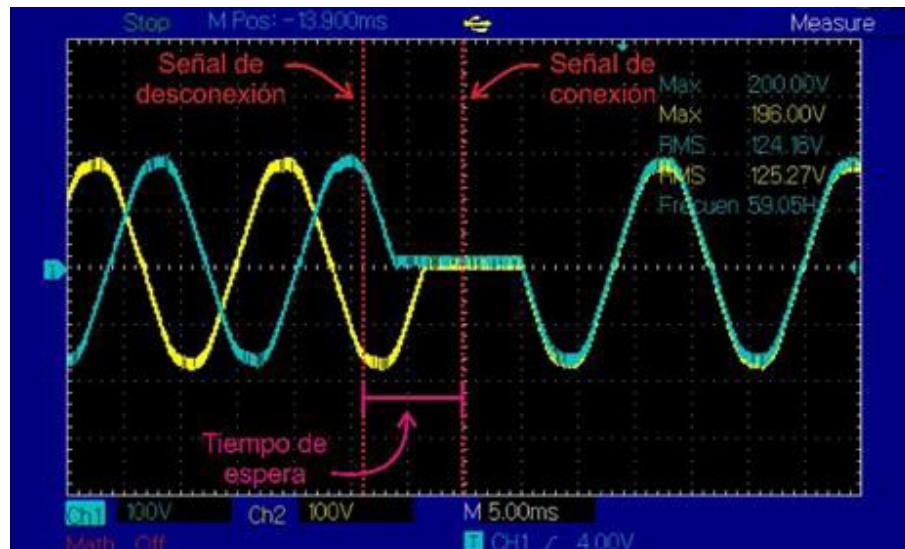 Stop M Pos: -13.900ms Measure
Señal de
desconexión
Señal de
conexión
Max 200.00V
Max 196.00V
RMS 124.16V
RMS 125.27V
Frecuen 59.05Hz
Tiempo de
espera
Ch1 100V Ch2 100V M 5.00ms
Math Off CH1 4.00V